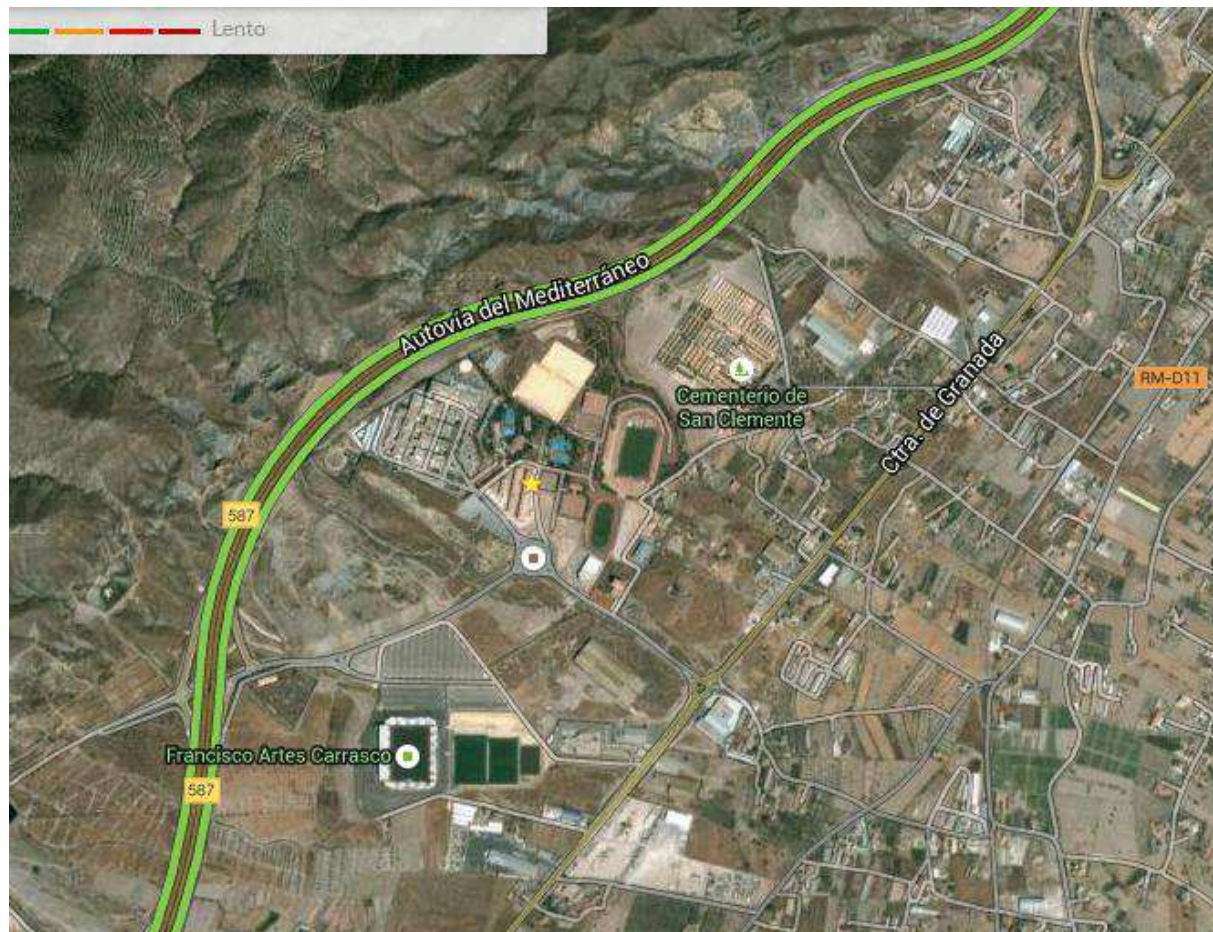 Lento
Autovía del Mediterráneo
RM-D11
Ctra. de Granada
Cementerio de
San Clemente
587
Francisco Artes Carrasco
587